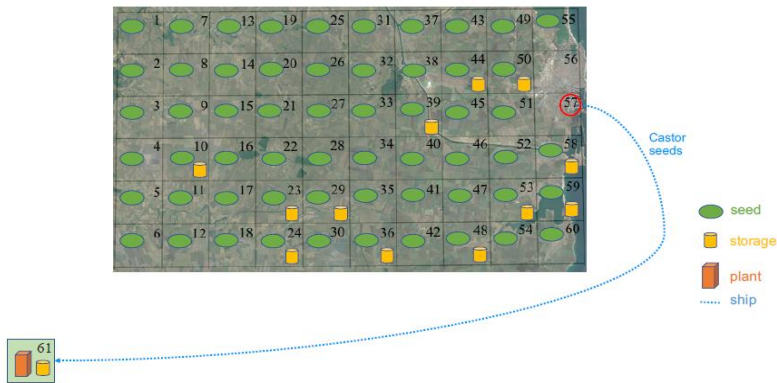 1 7 13 19 25 31 37 43 49 55
2 8 14 20 26 32 38 44 50 56
3 9 15 21 27 33 39 45 51 57
4 10 16 22 28 34 40 46 52 58
5 11 17 23 29 35 41 47 53 59
6 12 18 24 30 36 42 48 54 60
Castor
seeds
seed
storage
plant
ship
61